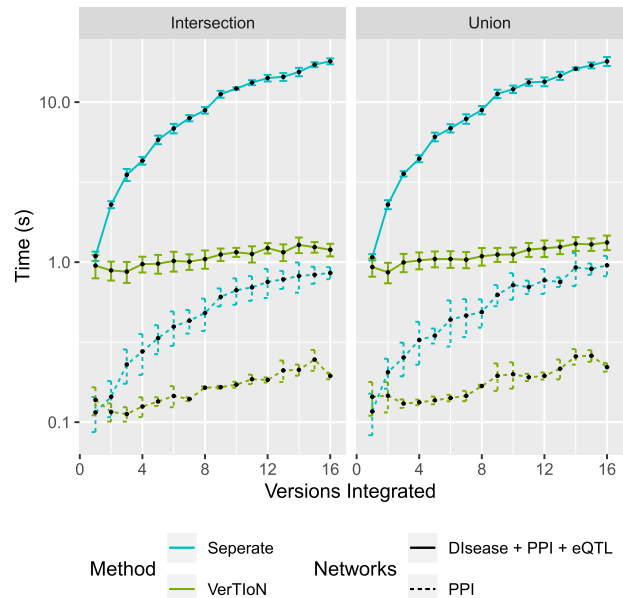 Intersection Union
10.0
1.0
0.1
Time (s)
0 4 8 12 16 0 4 8 12 16
Versions Integrated
Method Seperate VerTIoN
Networks DIsease + PPI + eQTL PPI